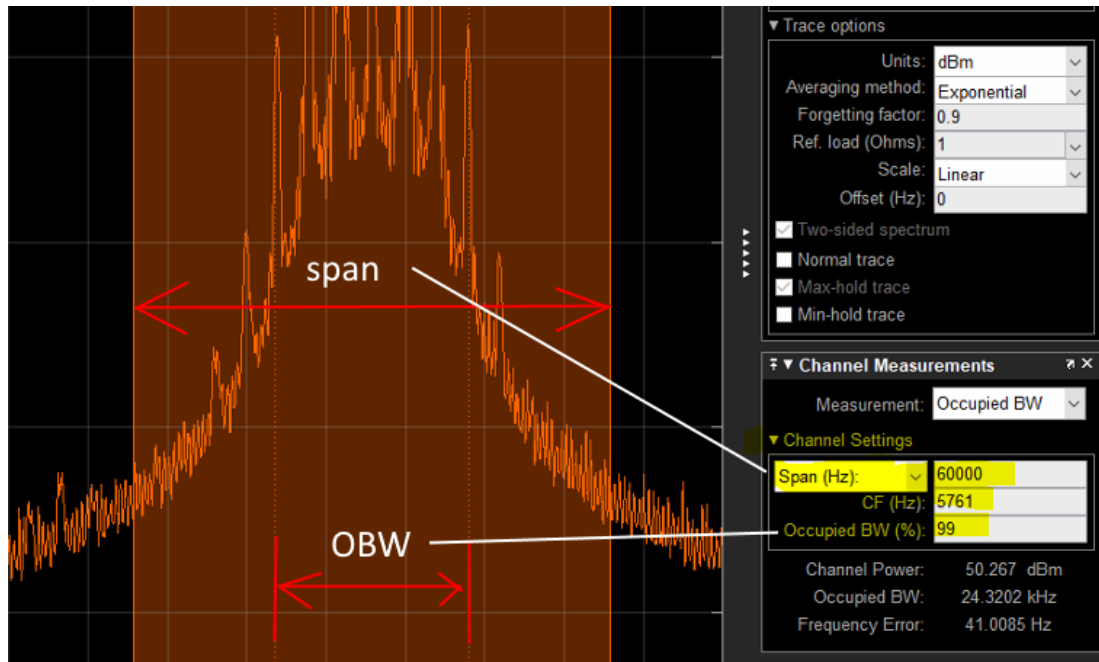 ▼ Trace options
Units: dBm
Averaging method: Exponential
Forgetting factor: 0.9
Ref. load (Ohms): 1
Scale: Linear
Offset (Hz): 0
Two-sided spectrum
Normal trace
Max-hold trace
Min-hold trace
span
▼ Channel Measurements
Measurement: Occupied BW
▼ Channel Settings
Span (Hz): 60000
CF (Hz): 5761
Occupied BW (%): 99
OBW
Channel Power: 50.267 dBm
Occupied BW: 24.3202 kHz
Frequency Error: 41.0085 Hz